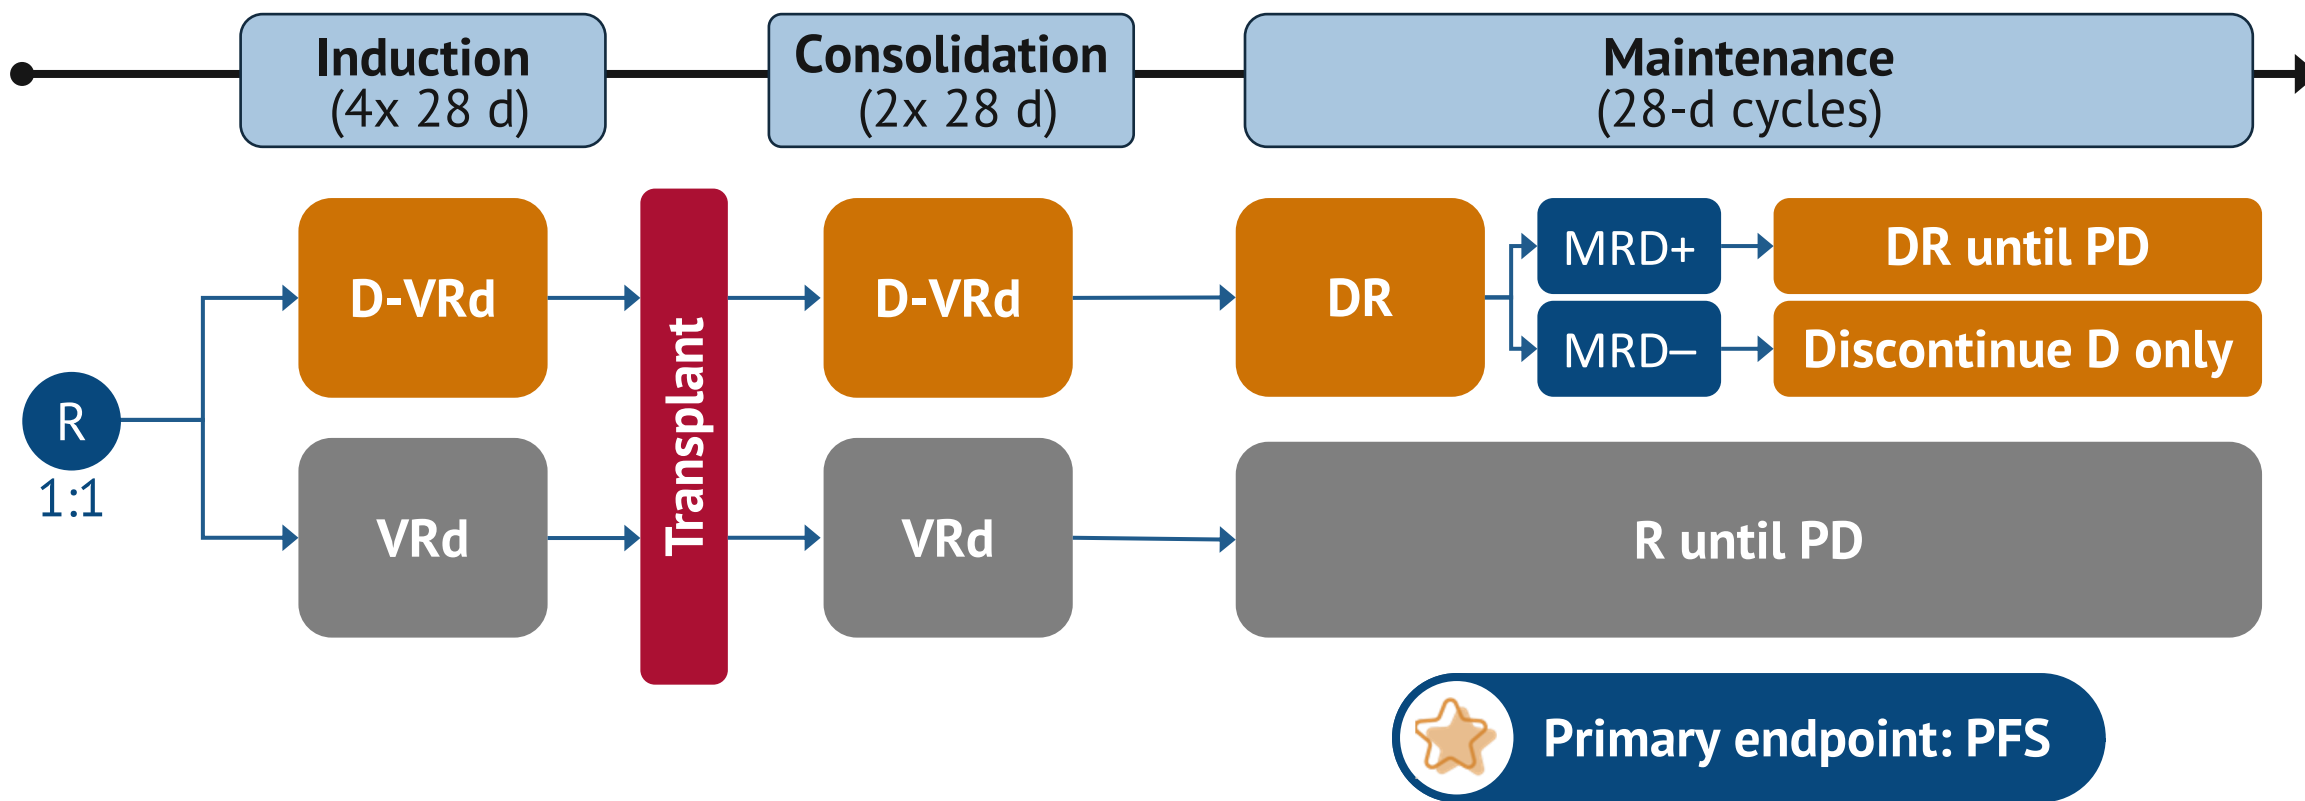 Induction
(4x 28 d)
Consolidation
(2x 28 d)
Maintenance
(28-d cycles)
R
1:1
D-VRd
VRd
Transplant
D-VRd
VRd
DR
MRD+
DR until PD
MRD–
Discontinue D only
R until PD
Primary endpoint: PFS